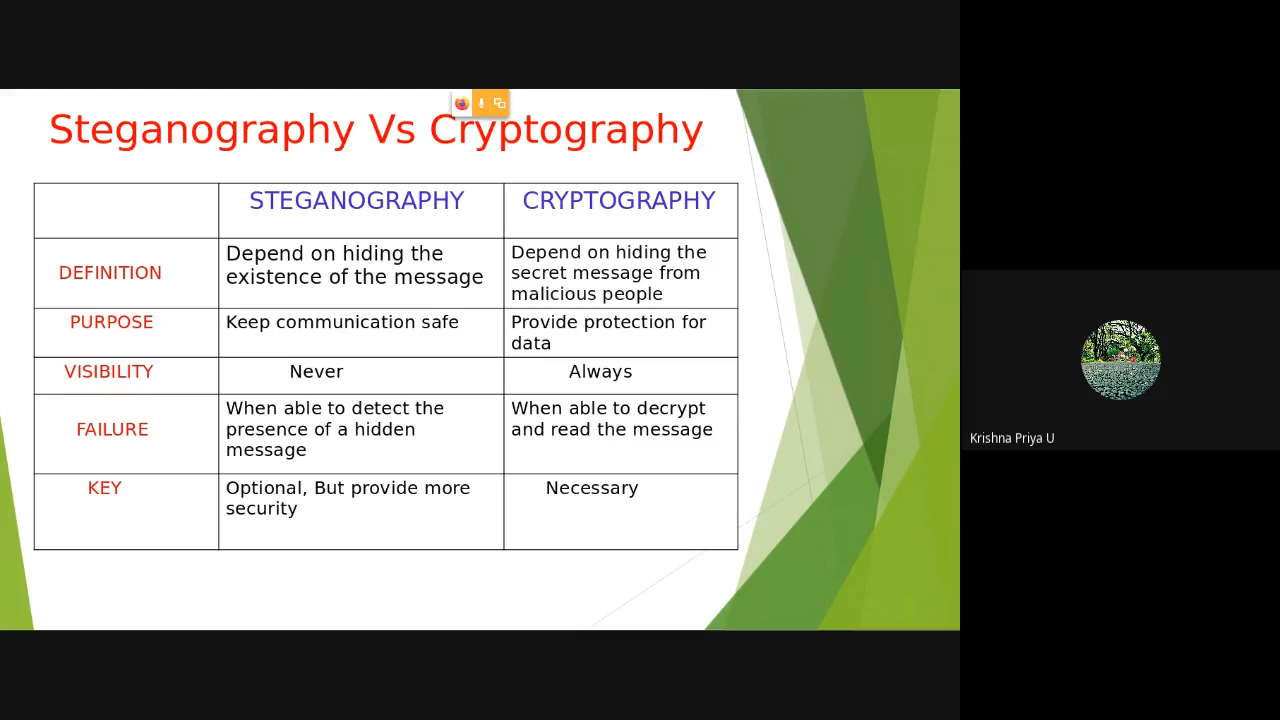 Steganography Vs Cryptography
STEGANOGRAPHY
CRYPTOGRAPHY
DEFINITION
Depend on hiding the
existence of the message
Depend on hiding the
secret message from
malicious people
PURPOSE
Keep communication safe
Provide protection for
data
VISIBILITY
Never
Always
FAILURE
When able to detect the
presence of a hidden
message
When able to decrypt
and read the message
KEY
Optional, But provide more
security
Necessary
Krishna Priya U